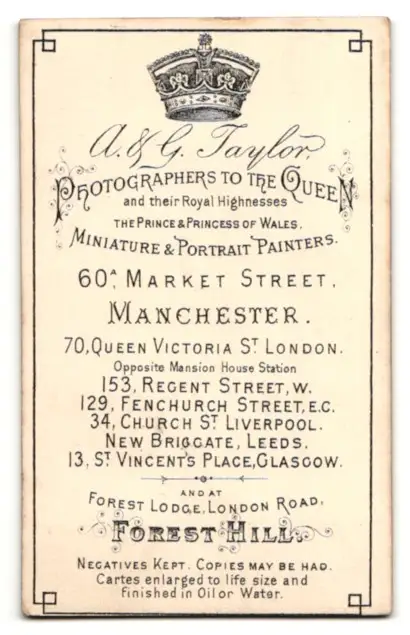 A. & G. Taylor.
PHOTOGRAPHERS TO THE QUEEN
and their Royal Highnesses
THE PRINCE & PRINCESS OF WALES.
MINIATURE & PORTRAIT PAINTERS.
60A, MARKET STREET,
MANCHESTER.
70, QUEEN VICTORIA ST LONDON.
Opposite Mansion House Station
153, REGENT STREET, W.
129, FENCHURCH STREET, E.C.
34, CHURCH ST LIVERPOOL.
NEW BRIGGATE, LEEDS.
13, ST VINCENT'S PLACE, GLASGOW.
AND AT
FOREST LODGE, LONDON ROAD,
FOREST HILL.
NEGATIVES KEPT. COPIES MAY BE HAD.
Cartes enlarged to life size and
finished in Oil or Water.